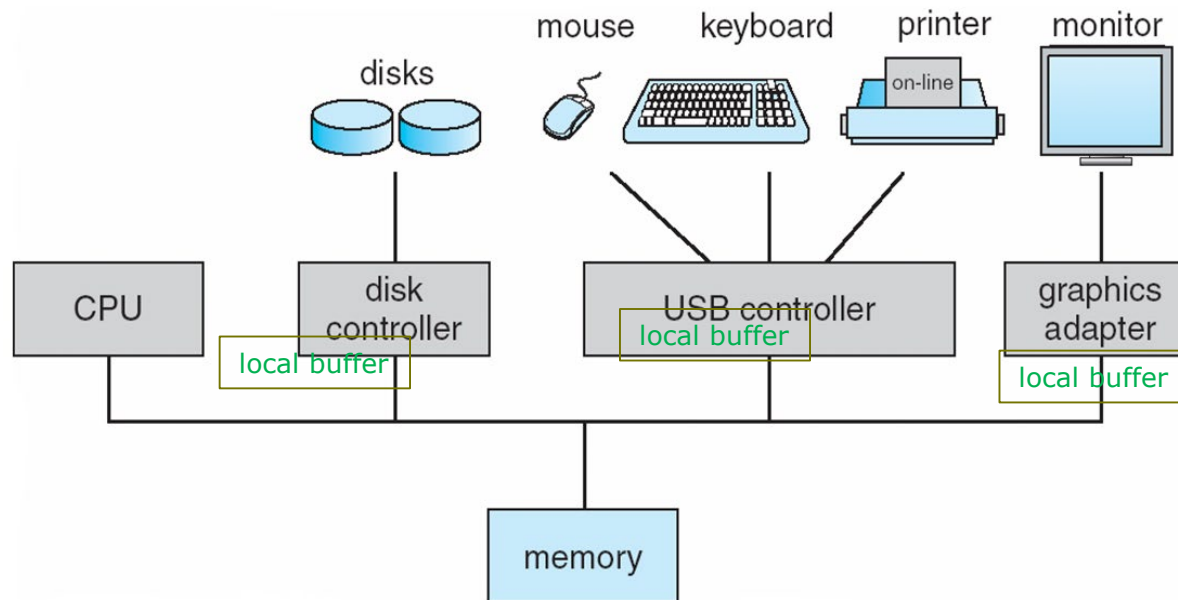 mouse
keyboard
printer
monitor
disks
on-line
CPU
disk
controller
USB controller
graphics
adapter
local buffer
local buffer
local buffer
memory